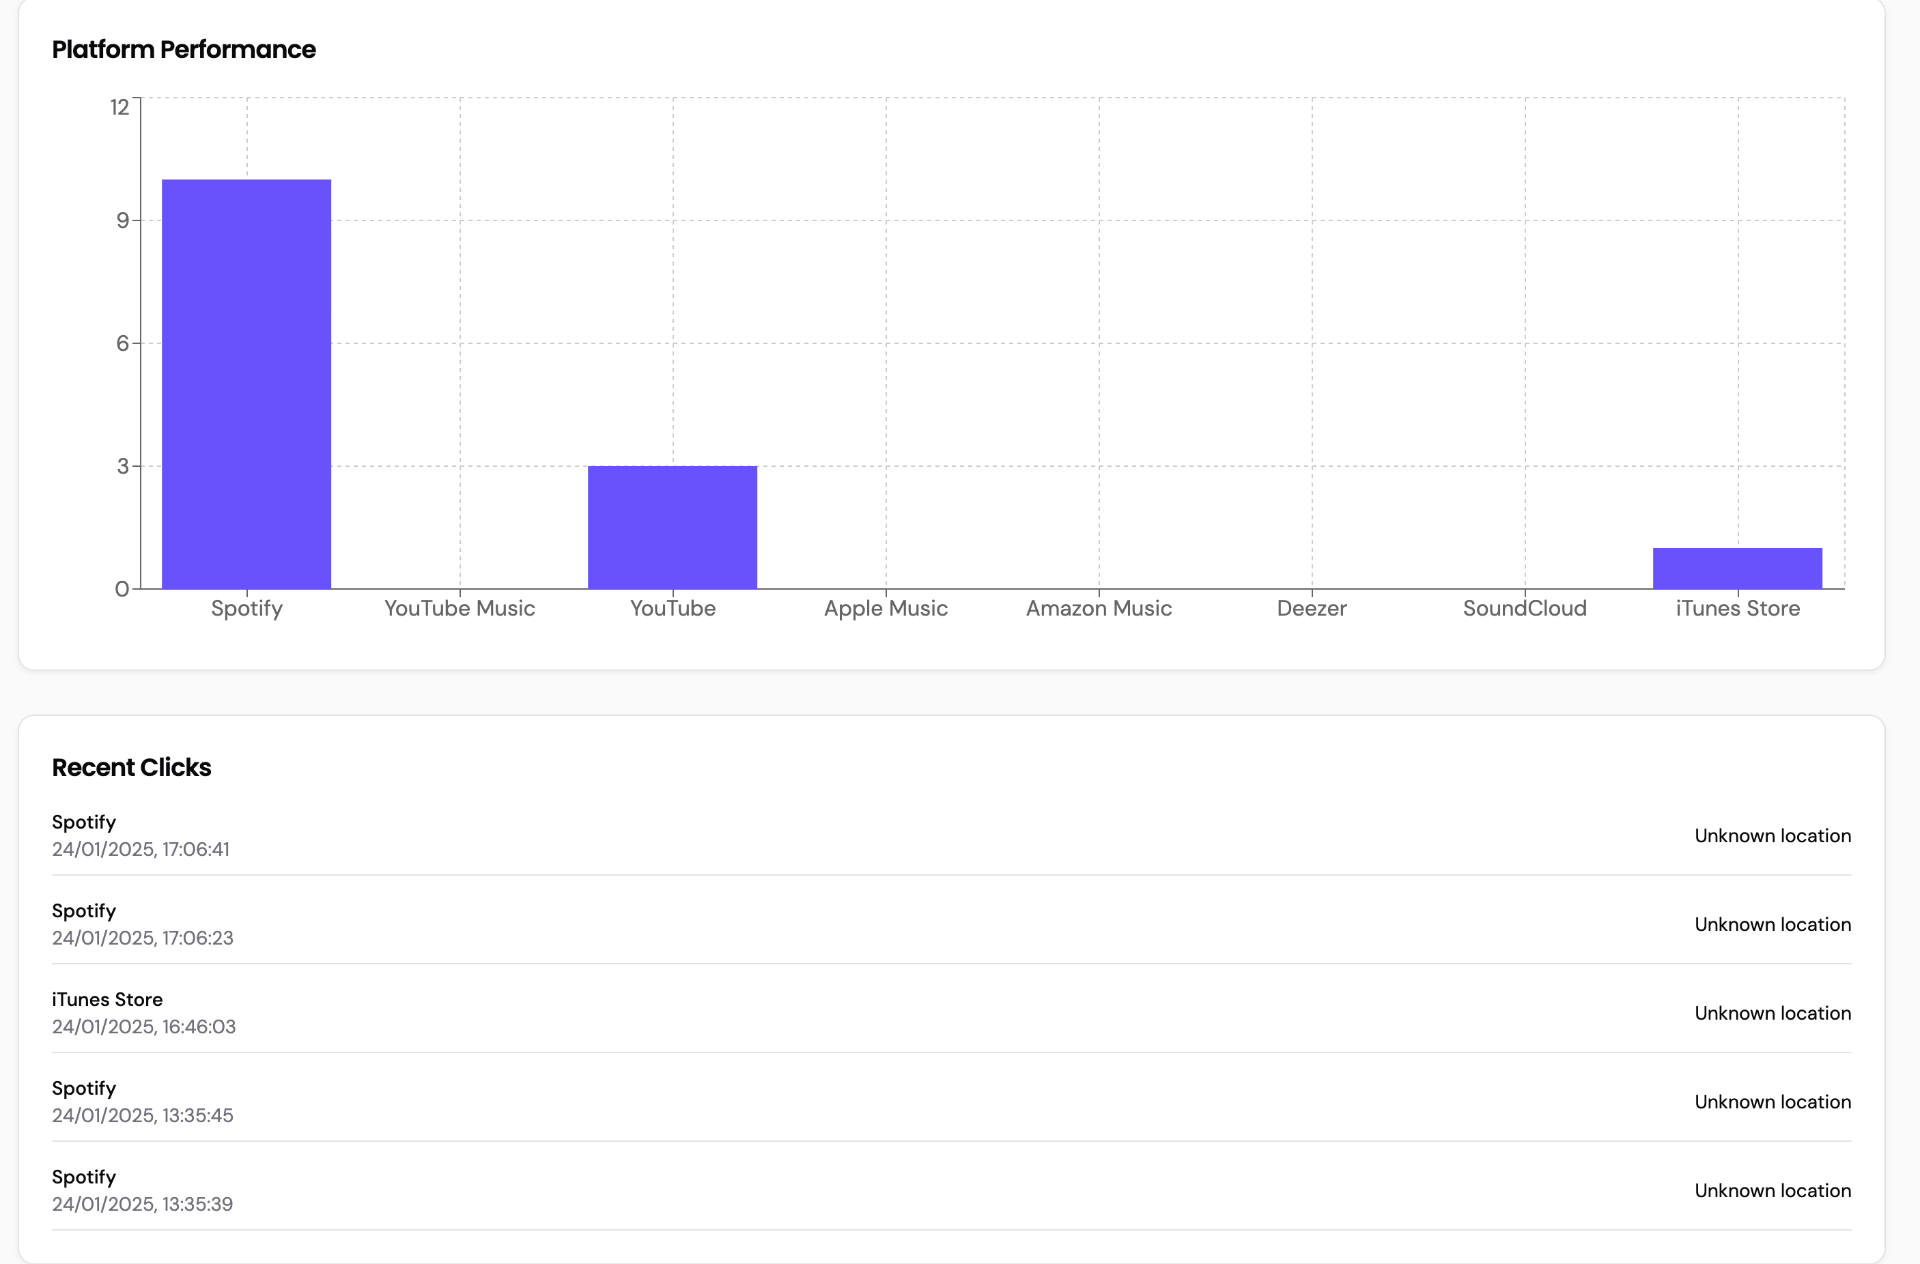 Platform Performance
12
9
6
3
0
Spotify YouTube Music YouTube Apple Music Amazon Music Deezer SoundCloud iTunes Store
Recent Clicks
Spotify
24/01/2025, 17:06:41
Unknown location
Spotify
24/01/2025, 17:06:23
Unknown location
iTunes Store
24/01/2025, 16:46:03
Unknown location
Spotify
24/01/2025, 13:35:45
Unknown location
Spotify
24/01/2025, 13:35:39
Unknown location